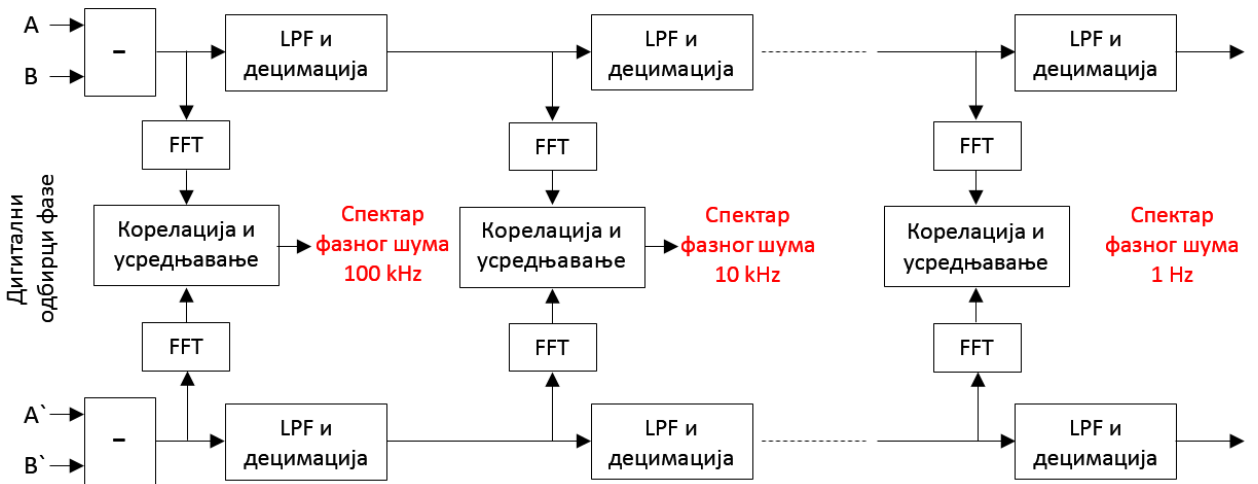 A
B
−
LPF и
децимација
LPF и
децимација
LPF и
децимација
FFT
FFT
FFT
Дигитални
одбирци фазе
Корелација и
усредњавање
Спектар
фазног шума
100 kHz
Корелација и
усредњавање
Спектар
фазног шума
10 kHz
Корелација и
усредњавање
Спектар
фазног шума
1 Hz
FFT
FFT
FFT
A`
B`
−
LPF и
децимација
LPF и
децимација
LPF и
децимација